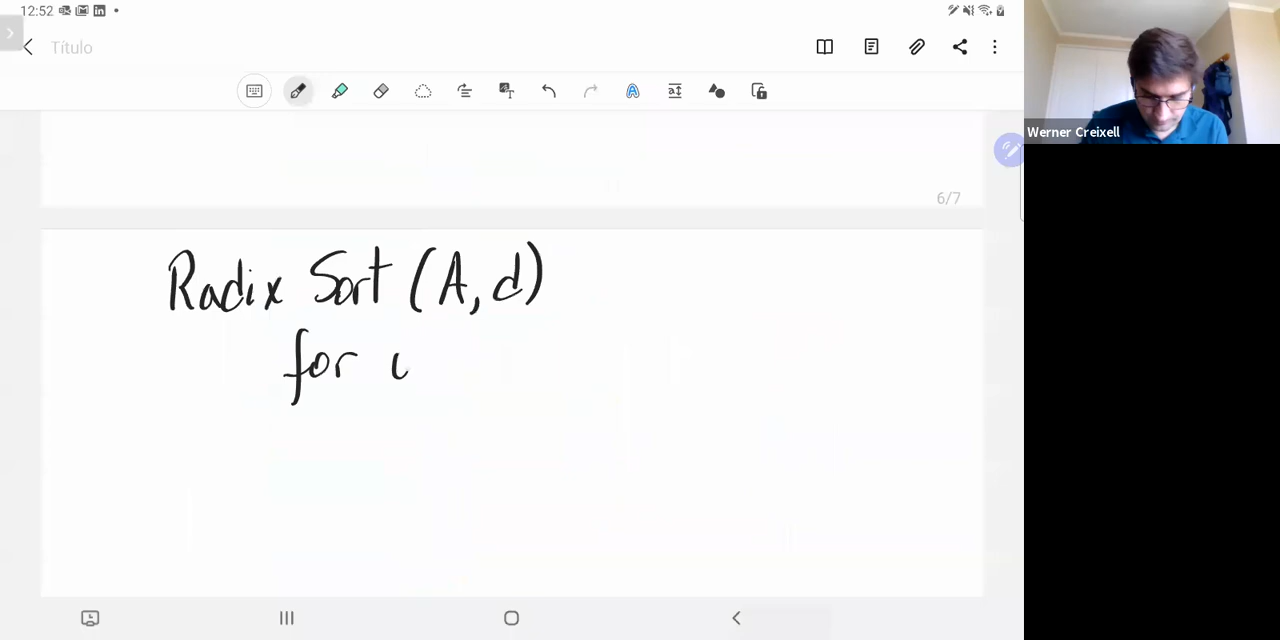 12:52
Título
Werner Creixell
6/7
Radix Sort (A, d)
for i